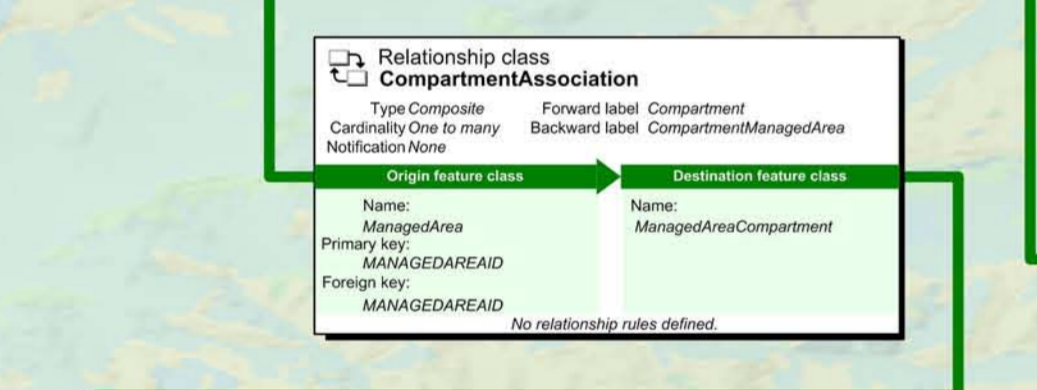 Relationship class
CompartmentAssociation
Type Composite Forward label Compartment
Cardinality One to many Backward label CompartmentManagedArea
Notification None
Origin feature class Destination feature class
Name: Name:
ManagedArea ManagedAreaCompartment
Primary key:
MANAGEDAREAID
Foreign key:
MANAGEDAREAID
No relationship rules defined.